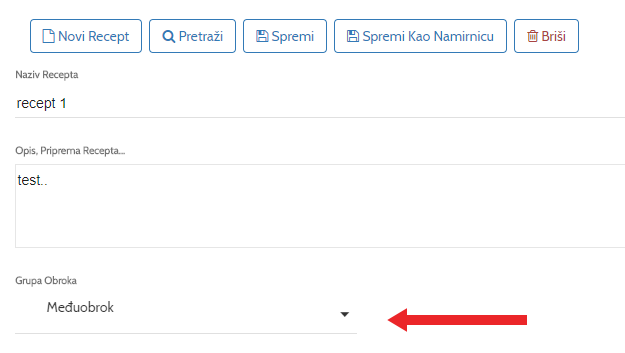 Novi Recept Pretraži Spremi Spremi Kao Namirnicu Briši
Naziv Recepta
recept 1
Opis, Priprema Recepta...
test..
Grupa Obroka
Međuobrok